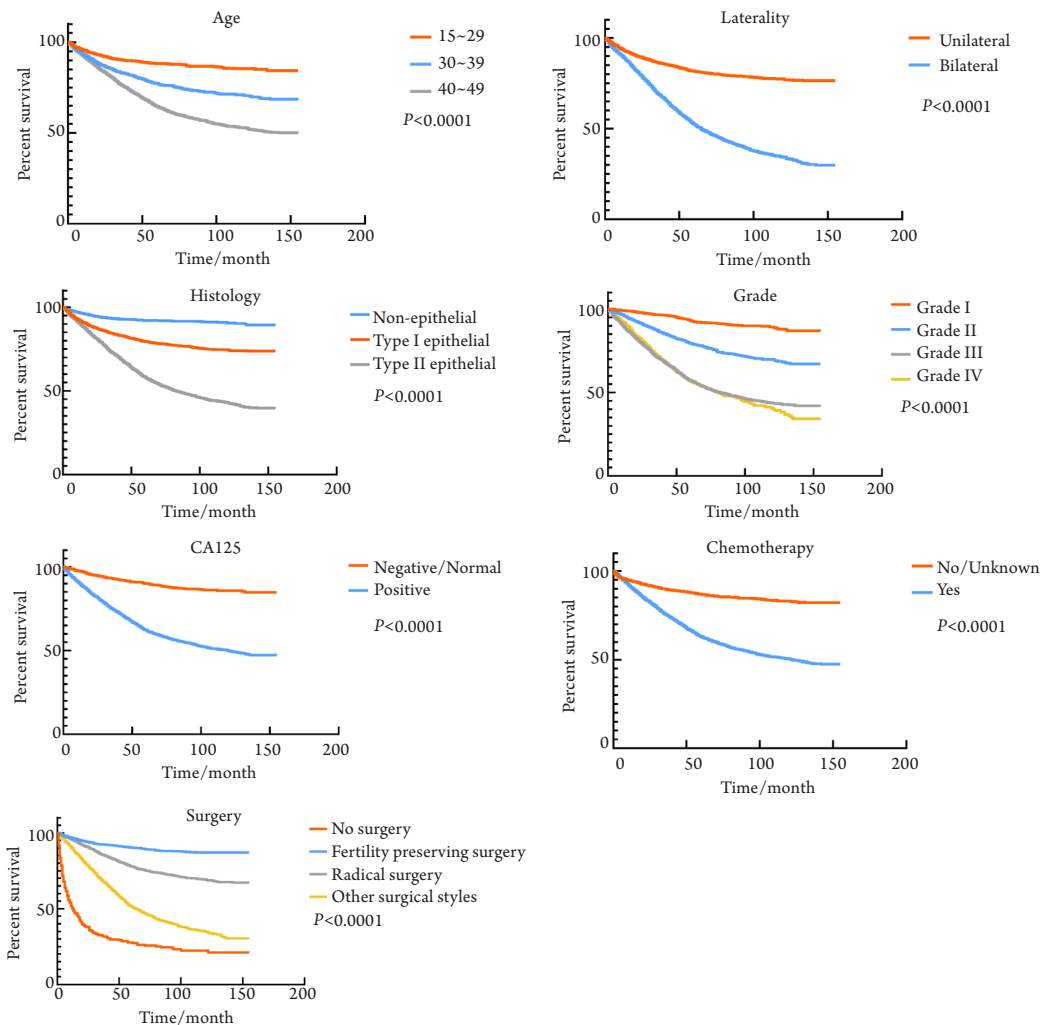 Age
Percent survival
100
50
0
0 50 100 150 200
Time/month
15~29
30~39
40~49
P<0.0001
Laterality
Percent survival
100
50
0
0 50 100 150 200
Time/month
Unilateral
Bilateral
P<0.0001
Histology
Percent survival
100
50
0
0 50 100 150 200
Time/month
Non-epithelial
Type I epithelial
Type II epithelial
P<0.0001
Grade
Percent survival
100
50
0
0 50 100 150 200
Time/month
Grade I
Grade II
Grade III
Grade IV
P<0.0001
CA125
Percent survival
100
50
0
0 50 100 150 200
Time/month
Negative/Normal
Positive
P<0.0001
Chemotherapy
Percent survival
100
50
0
0 50 100 150 200
Time/month
No/Unknown
Yes
P<0.0001
Surgery
Percent survival
100
50
0
0 50 100 150 200
Time/month
No surgery
Fertility preserving surgery
Radical surgery
Other surgical styles
P<0.0001